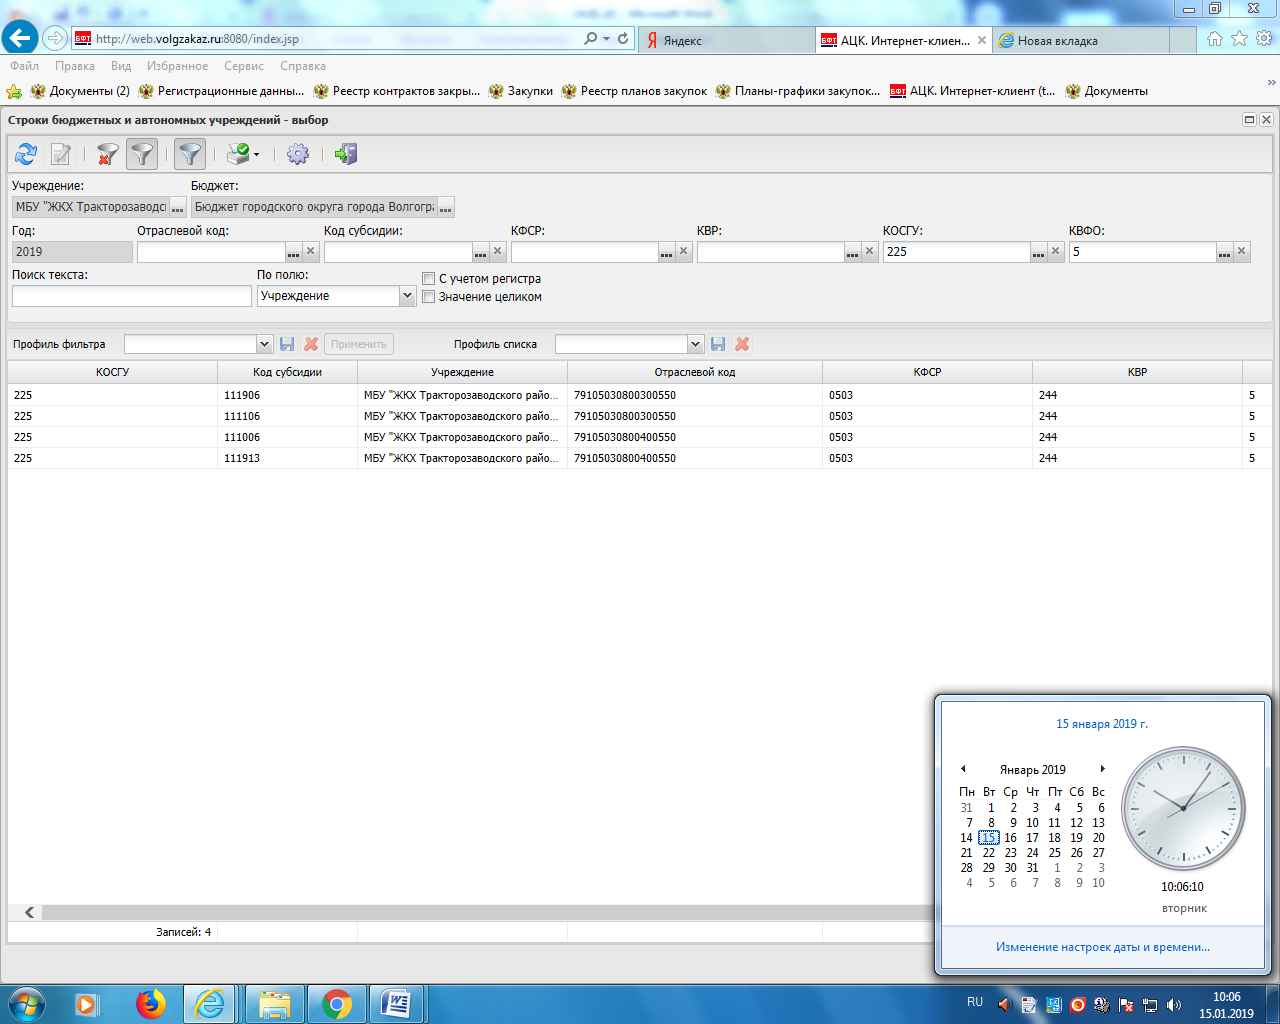 http://web.volgzakaz.ru:8080/index.jsp
Яндекс
БФТ АЦК. Интернет-клиен...
Новая вкладка
Файл Правка Вид Избранное Сервис Справка
Документы (2) Регистрационные данны... Реестр контрактов закры... Закупки Реестр планов закупок Планы-графики закупок... БФТ АЦК. Интернет-клиент (t... Документы
Строки бюджетных и автономных учреждений - выбор
Учреждение: Бюджет:
МБУ "ЖКХ Тракторозаводс ... Бюджет городского округа города Волгогра ...
Год: Отраслевой код: Код субсидии: КФСР: КВР: КОСГУ: КВФО:
2019 225 5
Поиск текста: По полю: С учетом регистра
Учреждение Значение целиком
Профиль фильтра Применить Профиль списка
КОСГУ Код субсидии Учреждение Отраслевой код КФСР КВР
225 111906 МБУ "ЖКХ Тракторозаводского райо... 79105030800300550 0503 244 5
225 111106 МБУ "ЖКХ Тракторозаводского райо... 79105030800300550 0503 244 5
225 111006 МБУ "ЖКХ Тракторозаводского райо... 79105030800400550 0503 244 5
225 111913 МБУ "ЖКХ Тракторозаводского райо... 79105030800400550 0503 244 5
15 января 2019 г.
Январь 2019
Пн Вт Ср Чт Пт Сб Вс
31 1 2 3 4 5 6
7 8 9 10 11 12 13
14 15 16 17 18 19 20
21 22 23 24 25 26 27
28 29 30 31 1 2 3
4 5 6 7 8 9 10
10:06:10
вторник
Изменение настроек даты и времени...
Записей: 4
RU
10:06
15.01.2019